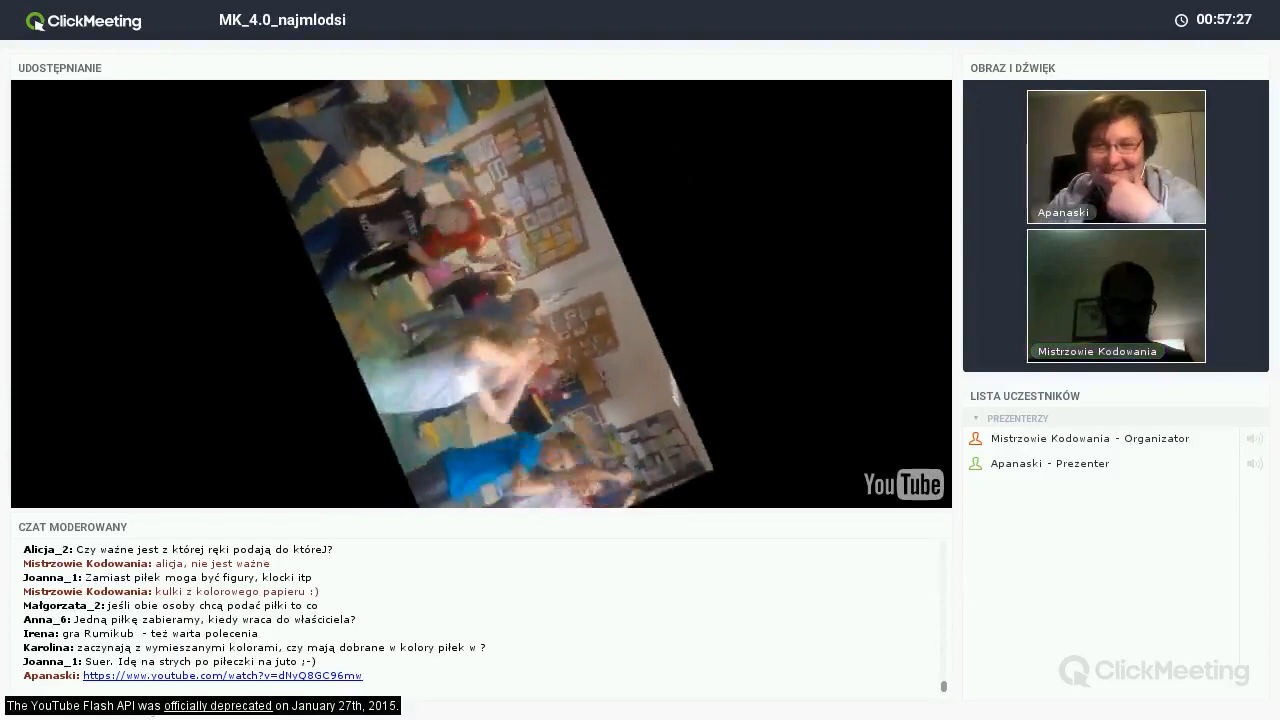 ClickMeeting
MK_4.0_najmlodsi
00:57:27
UDOSTĘPNIANIE
OBRAZ I DŹWIĘK
Apanaski
Mistrzowie Kodowania
YouTube
LISTA UCZESTNIKÓW
PREZENTERZY
Mistrzowie Kodowania - Organizator
Apanaski - Prezenter
CZAT MODEROWANY
Alicja_2: Czy ważne jest z której ręki podają do któreJ?
Mistrzowie Kodowania: alicja, nie jest ważne
Joanna_1: Zamiast piłek moga być figury, klocki itp
Mistrzowie Kodowania: kulki z kolorowego papieru :)
Małgorzata_2: jeśli obie osoby chcą podać piłki to co
Anna_6: Jedną piłkę zabieramy, kiedy wraca do właściciela?
Irena: gra Rumikub - też warta polecenia
Karolina: zaczynają z wymieszanymi kolorami, czy mają dobrane w kolory piłek w ?
Joanna_1: Suer. Idę na strych po piłeczki na juto ;-)
Apanaski: https://www.youtube.com/watch?v=dNyQ8GC96mw
ClickMeeting
The YouTube Flash API was officially deprecated on January 27th, 2015.